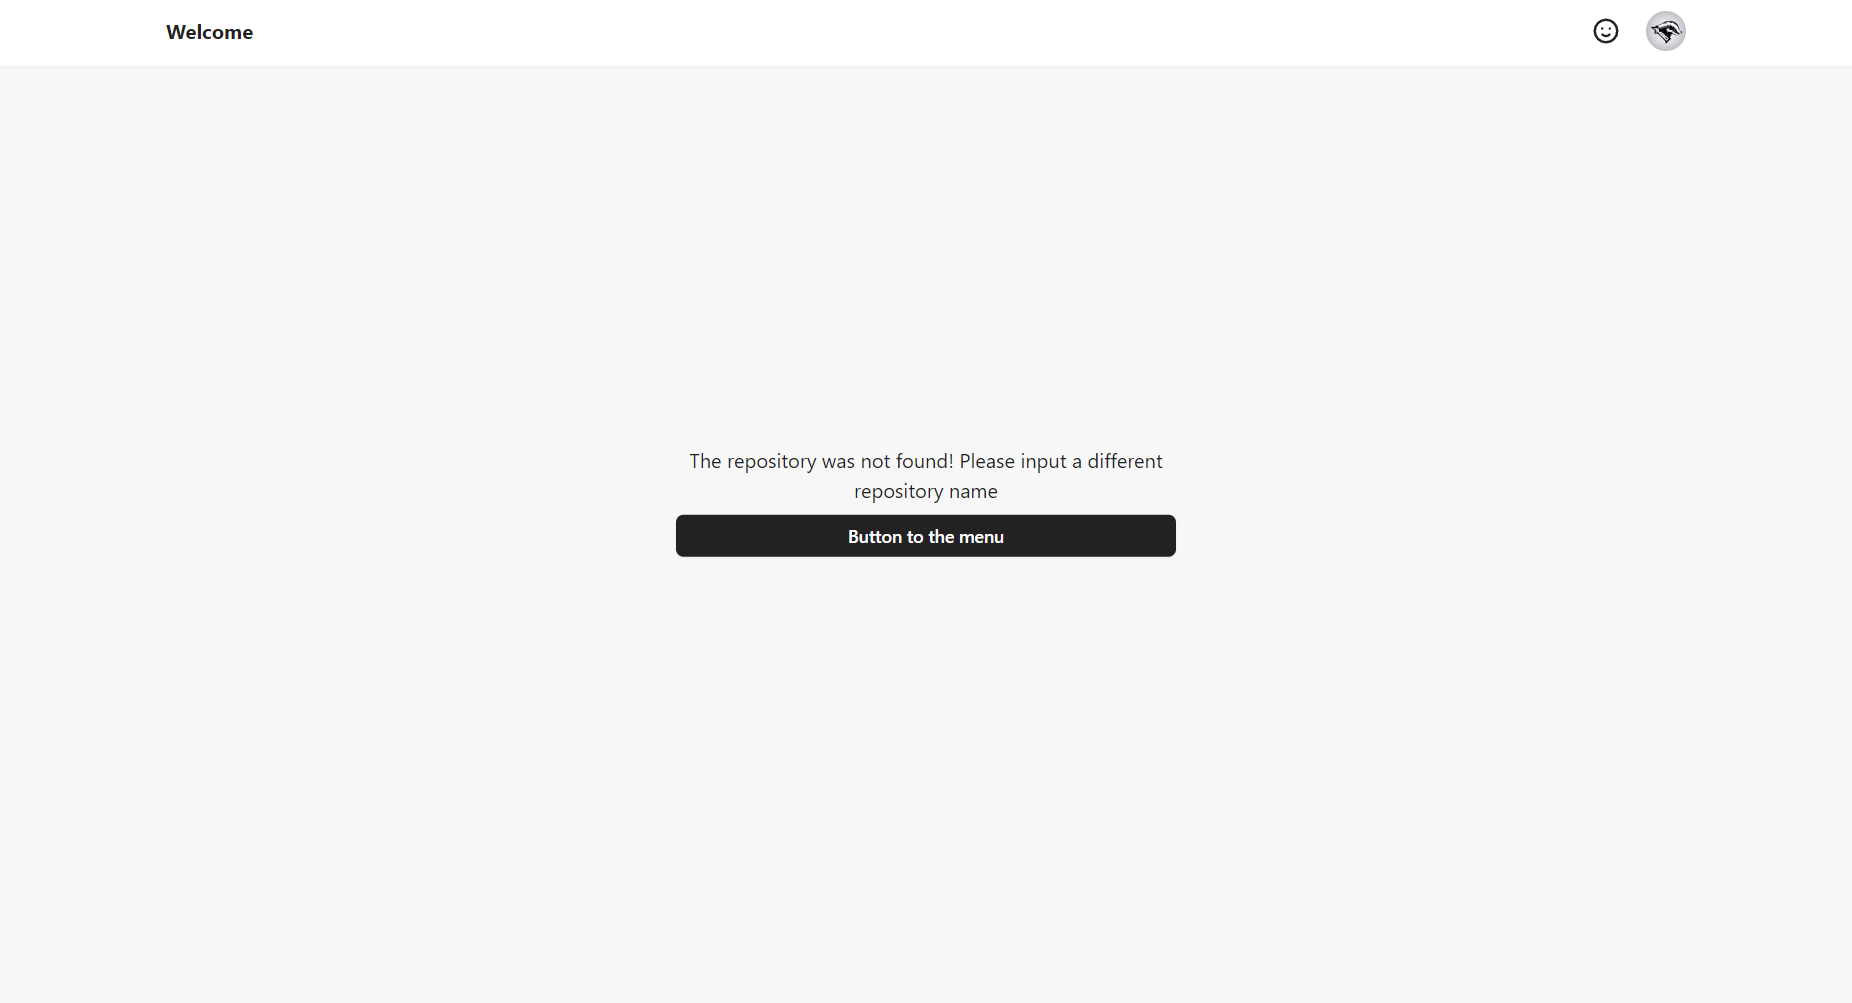 Welcome
The repository was not found! Please input a different
repository name
Button to the menu